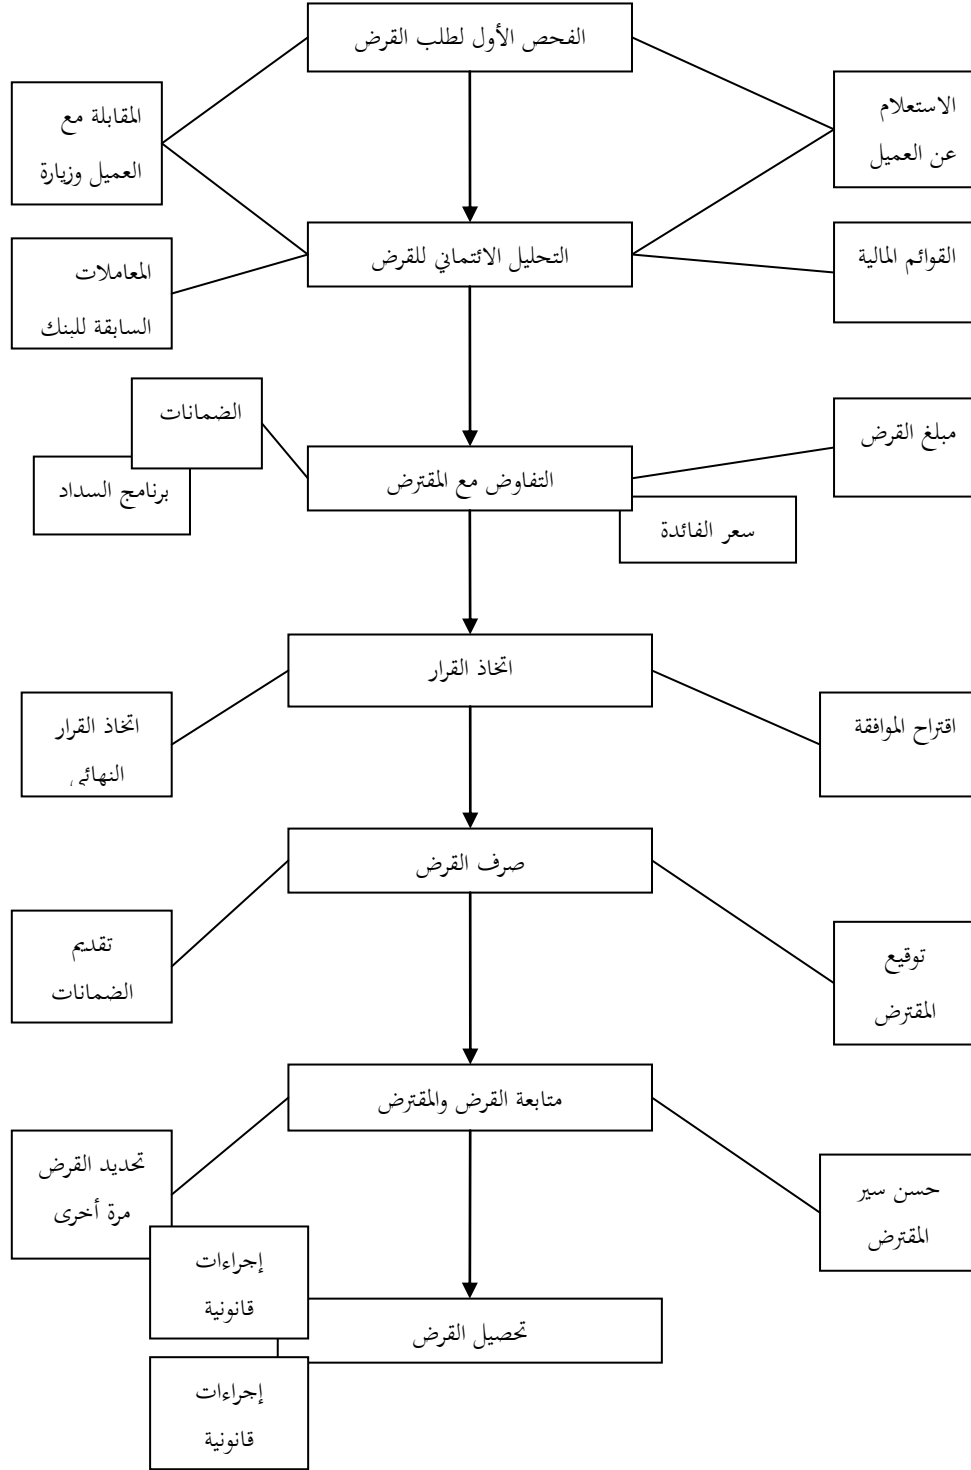 الفحص الأول لطلب القرض
الاستعلام
عن العميل
المقابلة مع
العميل وزيارة
التحليل الائتماني للقرض
القوائم المالية
المعاملات
السابقة للبنك
الضمانات
مبلغ القرض
التفاوض مع المقترض
برنامج السداد
سعر الفائدة
اتخاذ القرار
اقتراح الموافقة
اتخاذ القرار
النهائي
صرف القرض
توقيع
المقترض
تقديم
الضمانات
متابعة القرض والمقترض
حسن سير
المقترض
تحديد القرض
مرة أخرى
إجراءات
قانونية
تحصيل القرض
إجراءات
قانونية